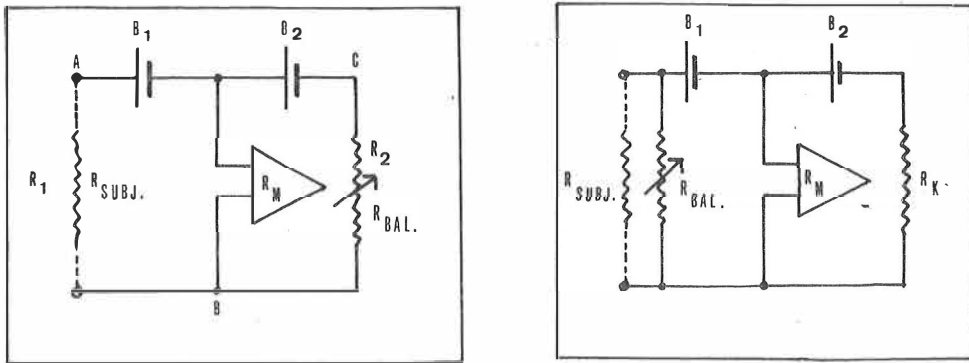 B1 B2
A C
R1 RSUBJ. RM R2
RBAL.
B
B1 B2
RSUBJ. RBAL. RM RK